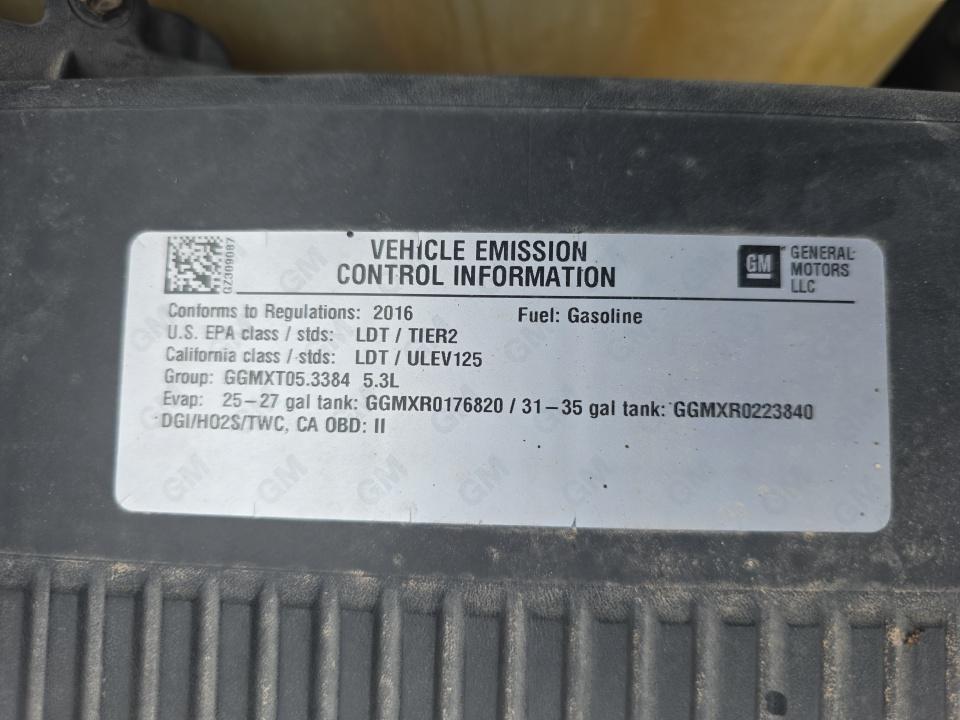 VEHICLE EMISSION
CONTROL INFORMATION
GM
GENERAL
MOTORS
LLC
GZ309087
Conforms to Regulations: 2016 Fuel: Gasoline
U.S. EPA class / stds: LDT / TIER2
California class / stds: LDT / ULEV125
Group: GGMXT05.3384 5.3L
Evap: 25-27 gal tank: GGMXR0176820 / 31-35 gal tank: GGMXR0223840
DGI/HO2S/TWC, CA OBD: II